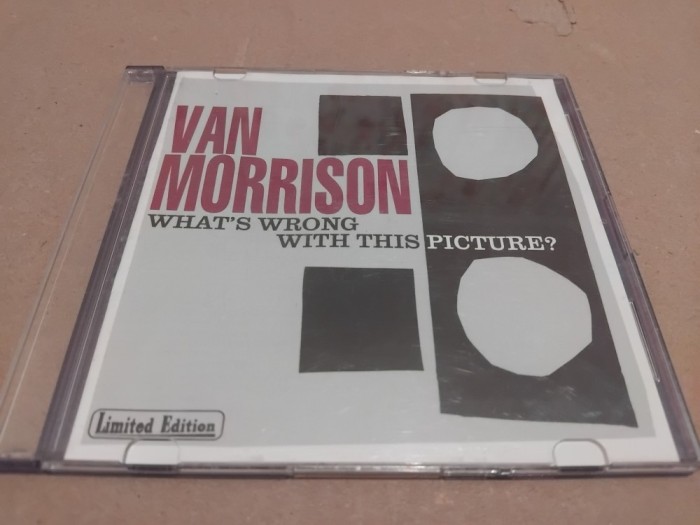 VAN
MORRISON
WHAT'S WRONG
WITH THIS PICTURE?
Limited Edition